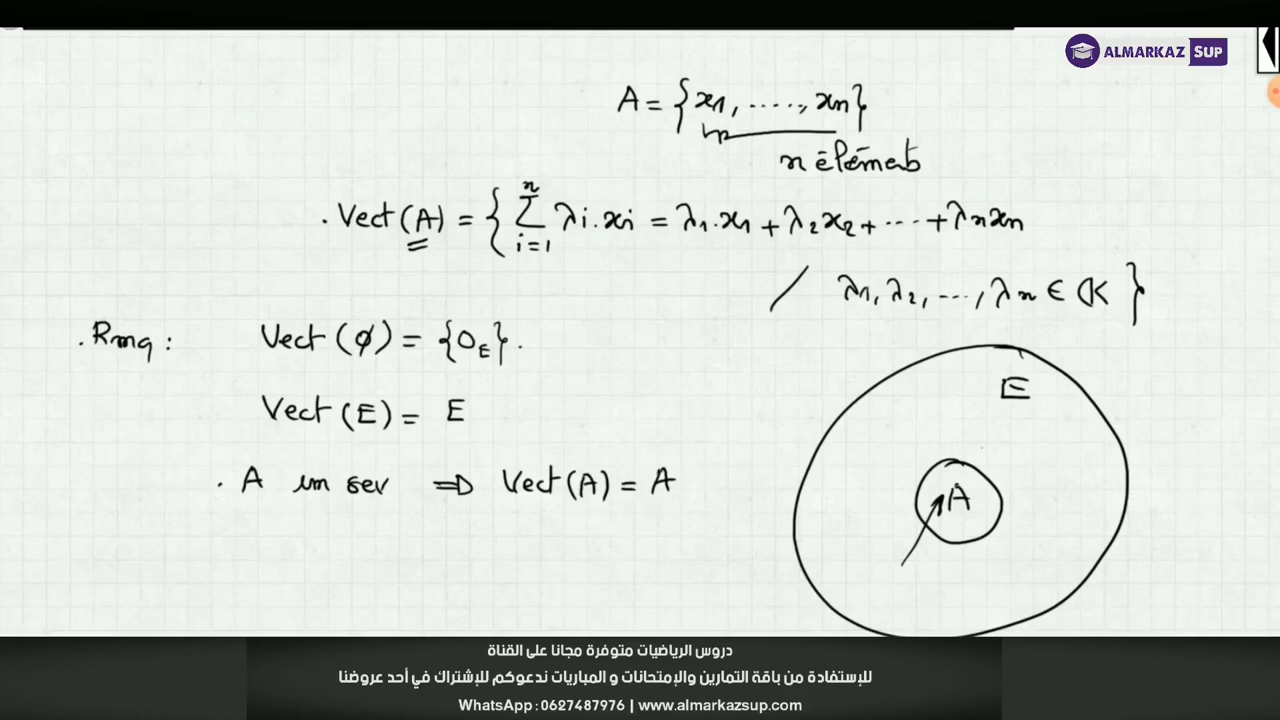 ALMARKAZ SUP
A = {x1, ....., xn}
n éléments
. Vect(A) = { ∑_{i=1}^{n} λi.xi = λ1.x1 + λ2x2 + ... + λnxn
/ λ1, λ2, ..., λn ∈ K }
. Rmq : Vect(∅) = {0_E}.
Vect(E) = E
. A un sev ⇒ Vect(A) = A
E
A
دروس الرياضيات متوفرة مجانا على القناة
للإستفادة من باقة التمارين والإمتحانات و المباريات ندعوكم للإشتراك في أحد عروضنا
WhatsApp : 0627487976 | www.almarkazsup.com